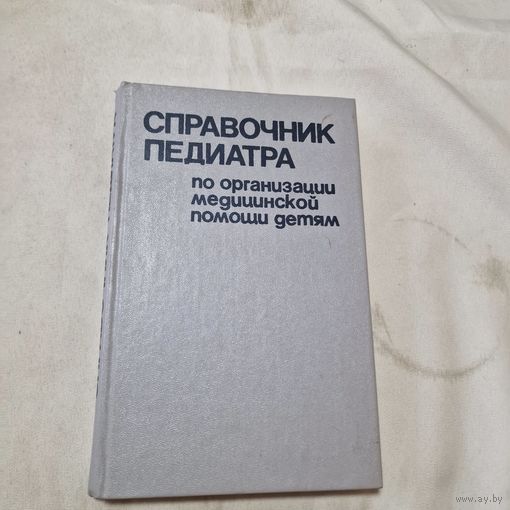 СПРАВОЧНИК
ПЕДИАТРА
по организации
медицинской
помощи детям
www.ay.by